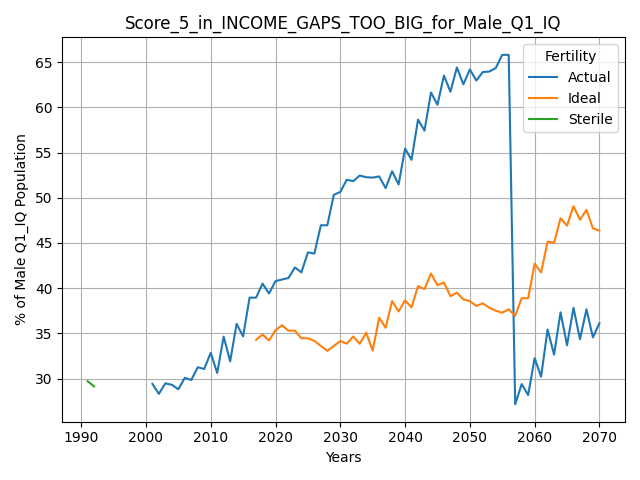 Score_5_in_INCOME_GAPS_TOO_BIG_for_Male_Q1_IQ
Fertility
Actual
Ideal
Sterile
% of Male Q1_IQ Population
65
60
55
50
45
40
35
30
1990 2000 2010 2020 2030 2040 2050 2060 2070
Years